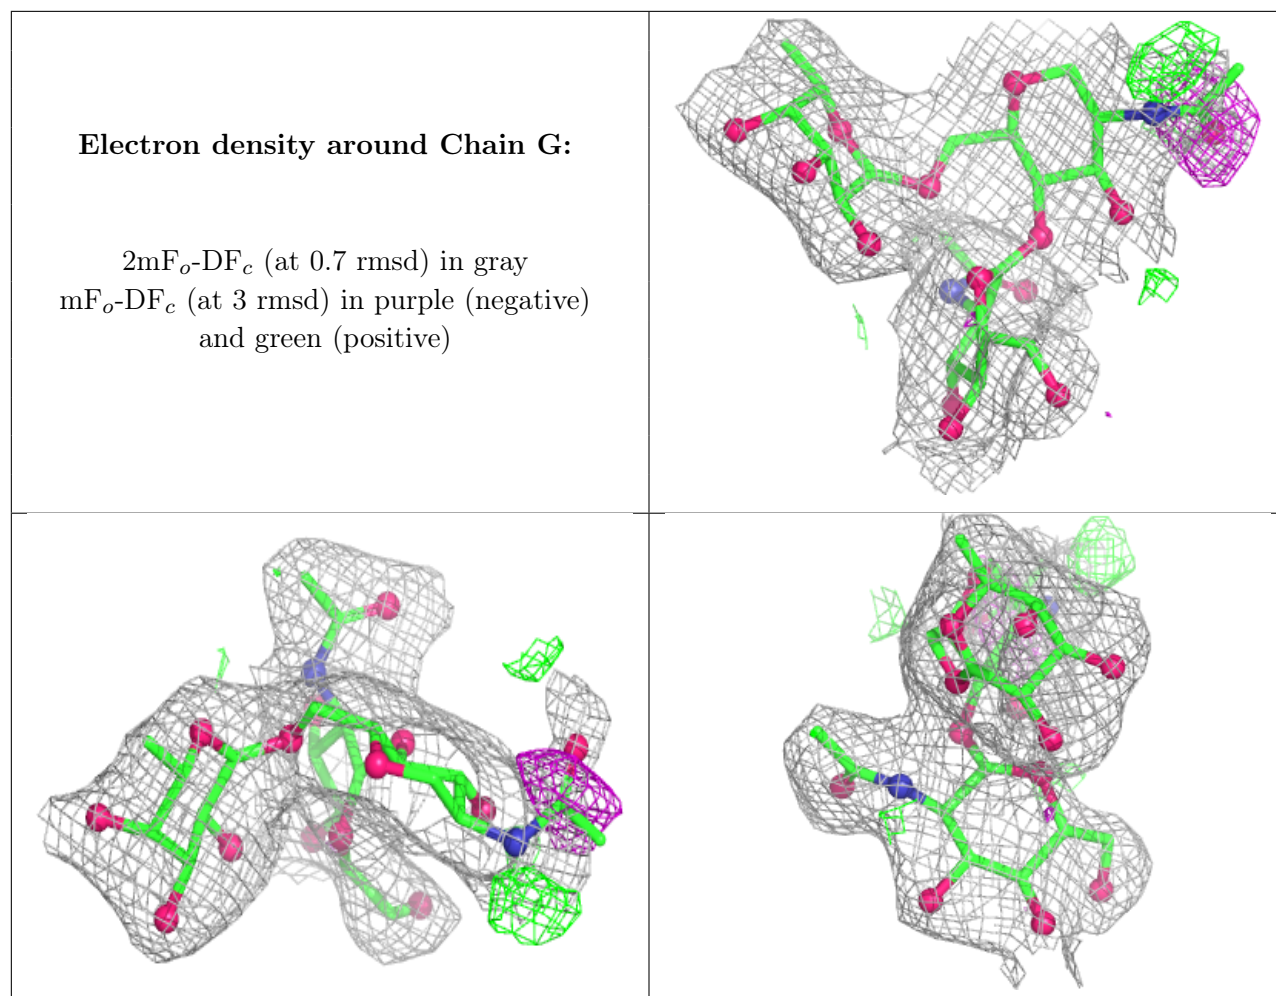 Electron density around Chain G:
2mFo-DFc (at 0.7 rmsd) in gray
mFo-DFc (at 3 rmsd) in purple (negative)
and green (positive)